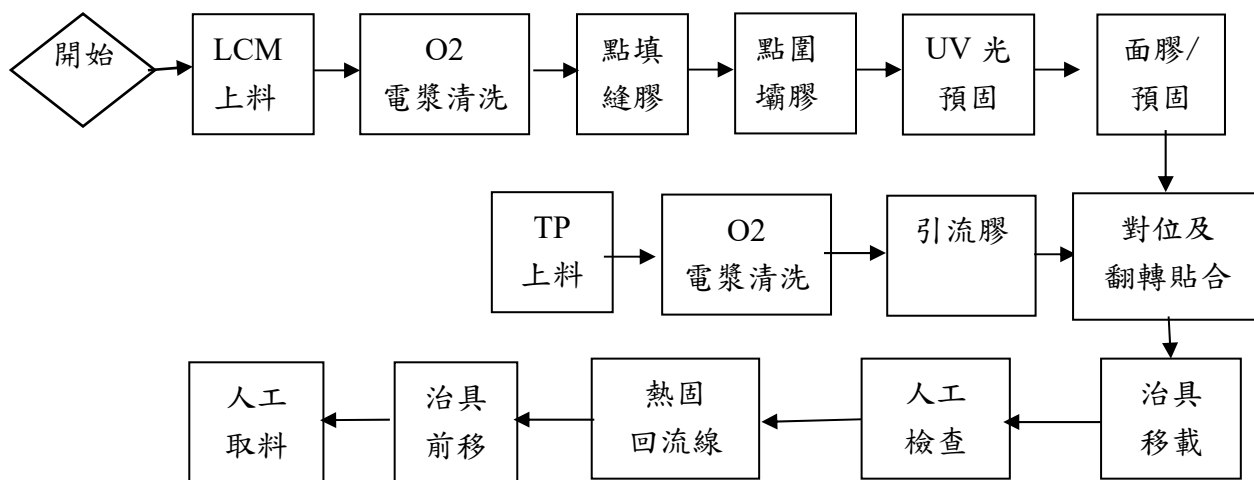 開始
LCM
上料
O2
電漿清洗
點填
縫膠
點圍
壩膠
UV 光
預固
面膠/
預固
TP
上料
O2
電漿清洗
引流膠
對位及
翻轉貼合
人工
取料
治具
前移
熱固
回流線
人工
檢查
治具
移載